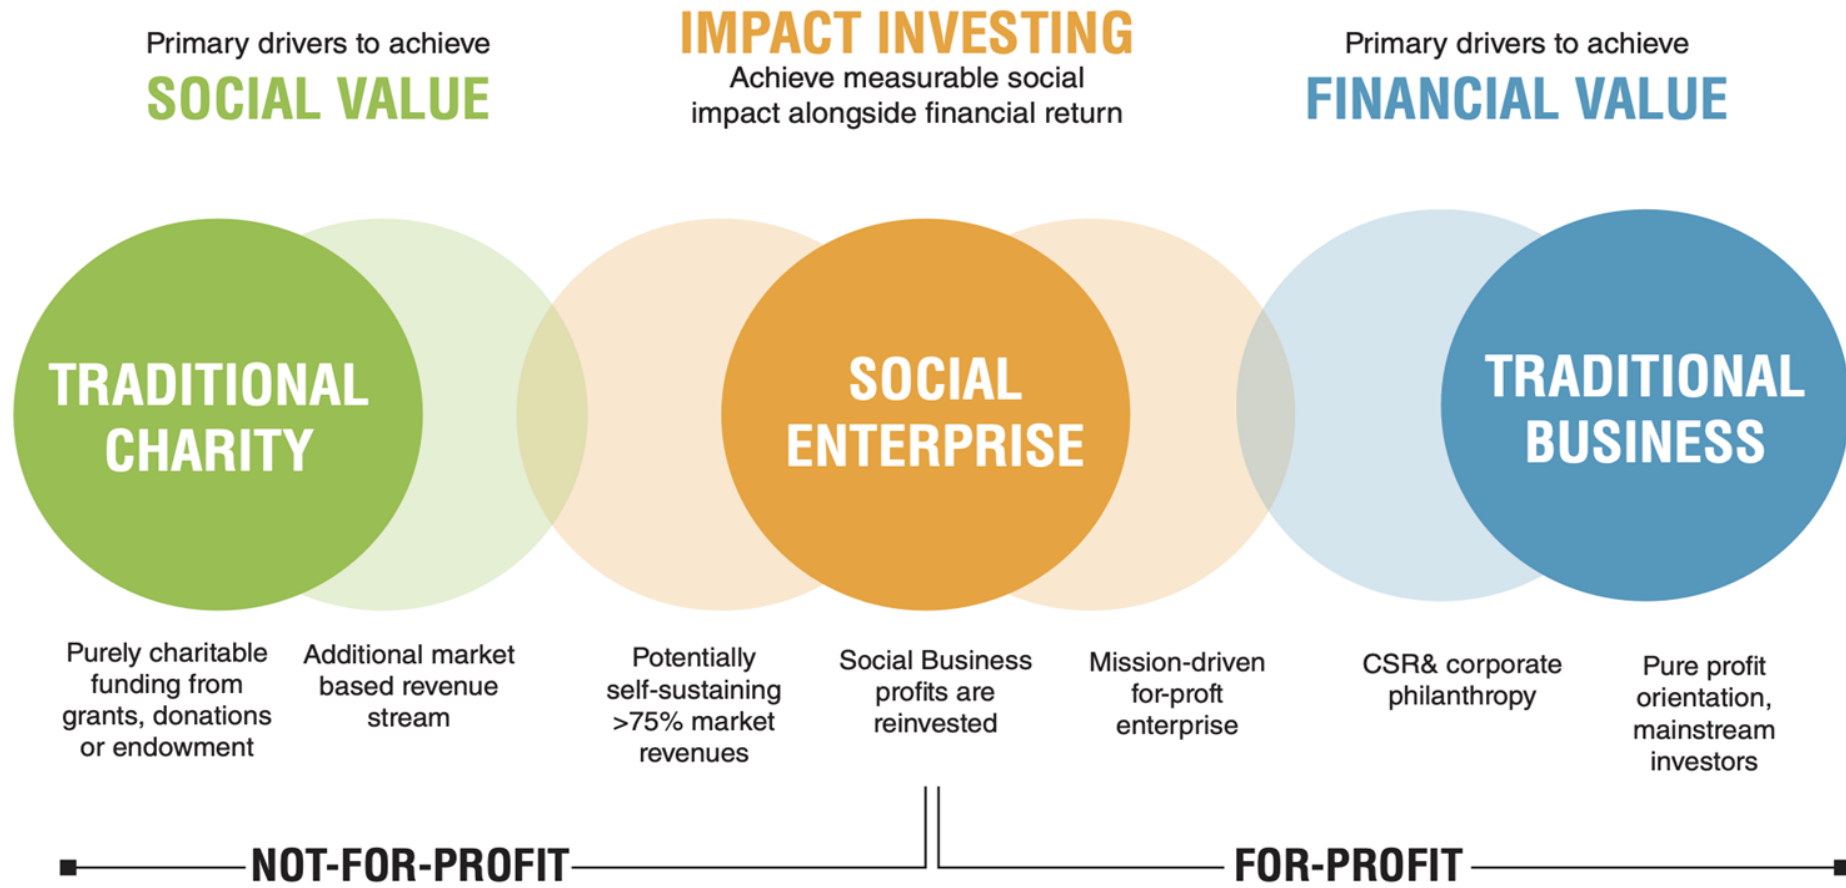 Primary drivers to achieve
SOCIAL VALUE
IMPACT INVESTING
Achieve measurable social
impact alongside financial return
Primary drivers to achieve
FINANCIAL VALUE
TRADITIONAL
CHARITY
SOCIAL
ENTERPRISE
TRADITIONAL
BUSINESS
Purely charitable
funding from
grants, donations
or endowment
Additional market
based revenue
stream
Potentially
self-sustaining
>75% market
revenues
Social Business
profits are
reinvested
Mission-driven
for-proft
enterprise
CSR& corporate
philanthropy
Pure profit
orientation,
mainstream
investors
NOT-FOR-PROFIT
FOR-PROFIT